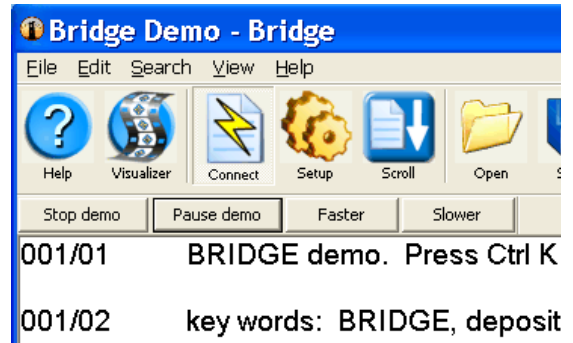 Bridge Demo - Bridge
File Edit Search View Help
Help Visualizer Connect Setup Scroll Open
Stop demo Pause demo Faster Slower
001/01 BRIDGE demo. Press Ctrl K
001/02 key words: BRIDGE, deposit